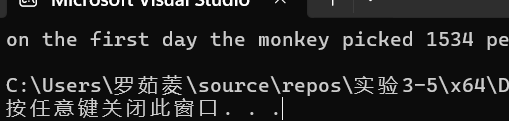 Microsoft Visual Studio
on the first day the monkey picked 1534 pe
C:\Users\罗茹菱\source\repos\实验3-5\x64\D
按任意键关闭此窗口. . .